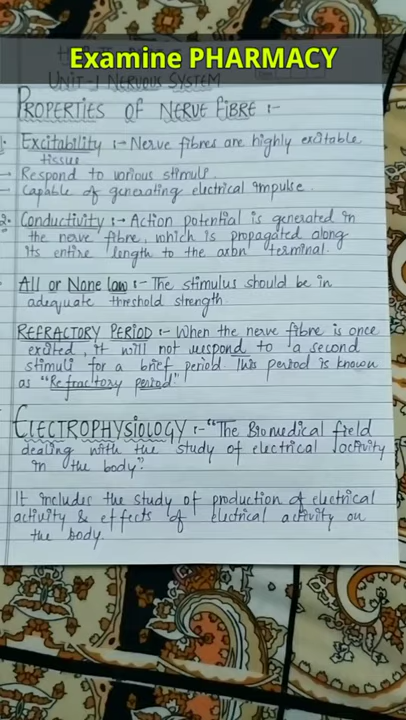 Examine PHARMACY
UNIT-I NERVOUS SYSTEM
PROPERTIES OF NERVE FIBRE :-
1. Excitability :→ Nerve fibres are highly excitable
tissue
→ Respond to various stimuli.
→ Capable of generating electrical impulse.
2. Conductivity :→ Action potential is generated in
the nerve fibre, which is propagated along
its entire length to the axon terminal.
All or None law :- The stimulus should be in
adequate threshold strength.
REFRACTORY PERIOD :- When the nerve fibre is once
excited, it will not respond to a second
stimuli for a brief period. This period is known
as "Refractory period"
ELECTROPHYSIOLOGY :- "The Biomedical field
dealing with the study of electrical activity
in the body".
It includes the study of production of electrical
activity & effects of electrical activity on
the body.